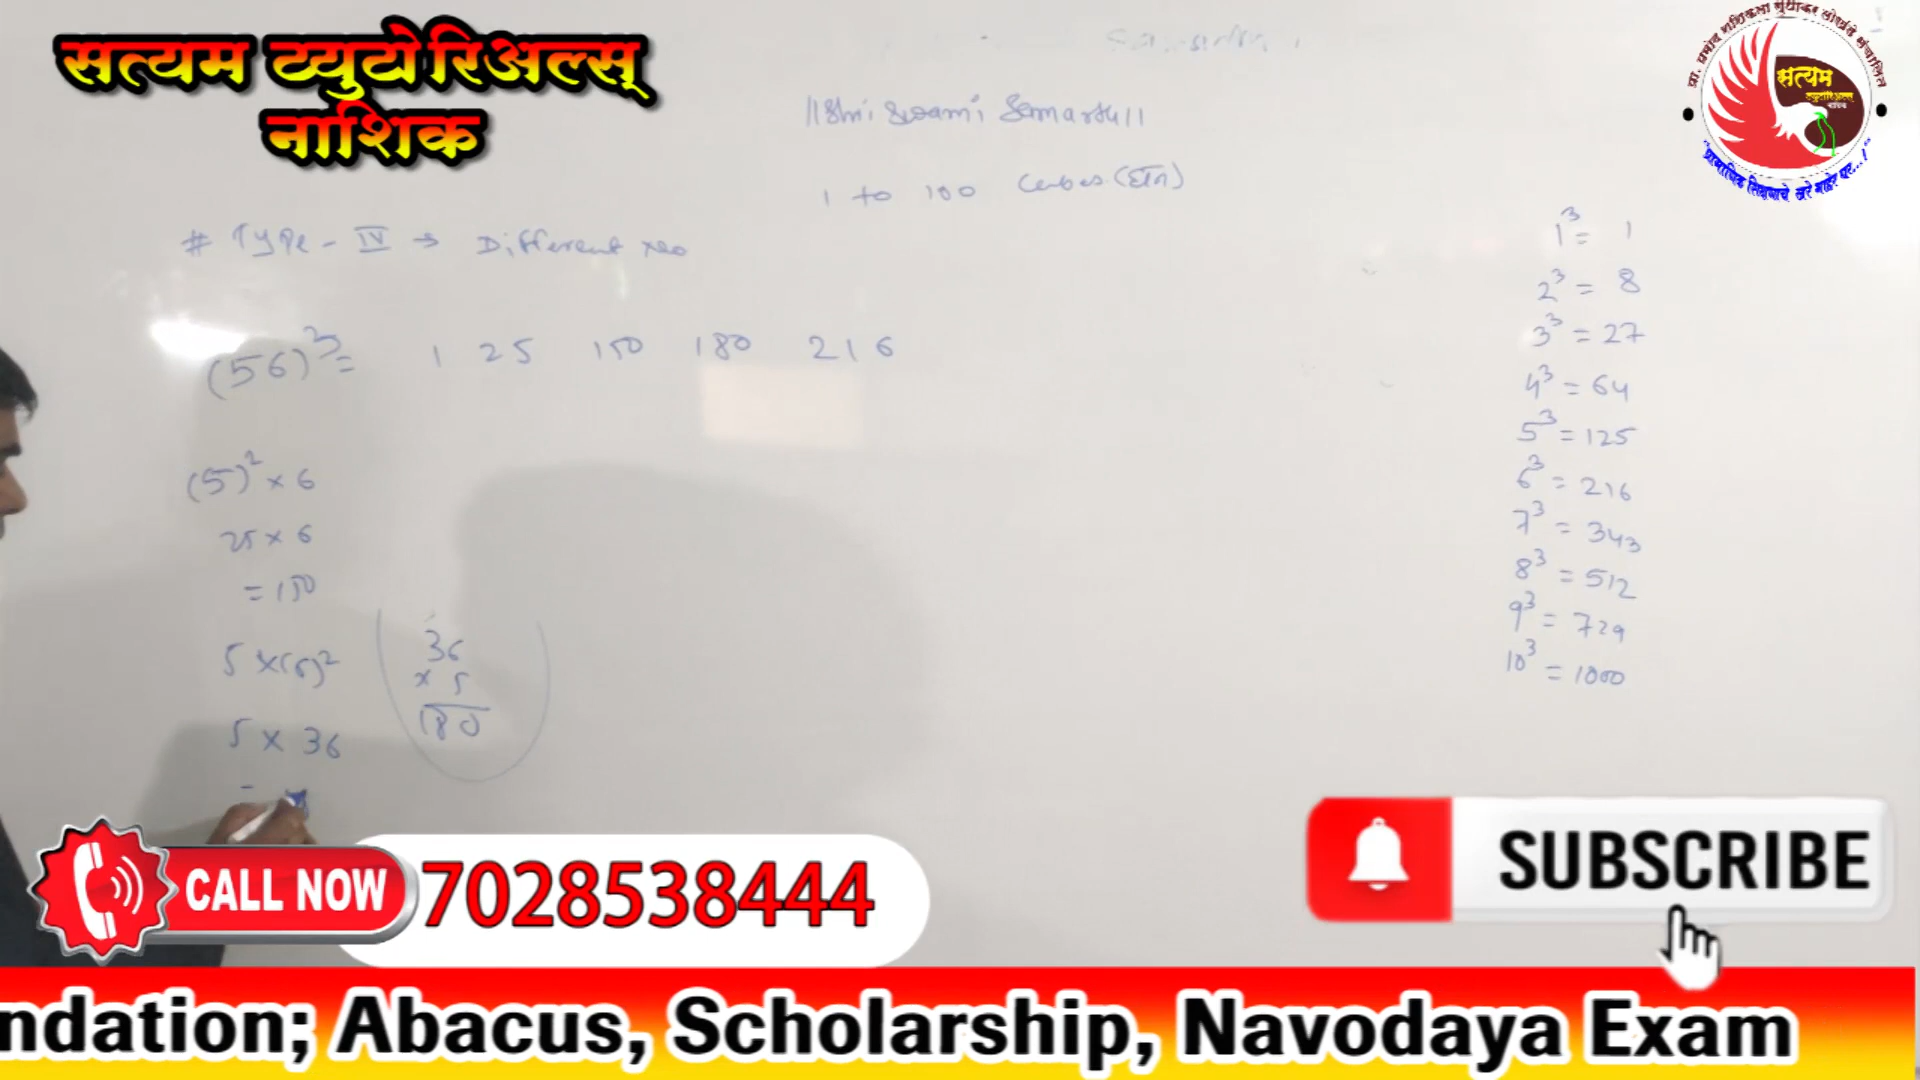 सत्यम ट्युटोरिअल्स्
नाशिक
सत्यम
|| Shri Swami Samarth ||
1 to 100 Cubes (घन)
# Type - IV → Different no
(56)³ = 125 150 180 216
(5)² × 6
25 × 6
= 150
5 × (6)²
5 × 36
=
36
× 5
180
1³ = 1
2³ = 8
3³ = 27
4³ = 64
5³ = 125
6³ = 216
7³ = 343
8³ = 512
9³ = 729
10³ = 1000
CALL NOW 7028538444
SUBSCRIBE
ndation; Abacus, Scholarship, Navodaya Exam